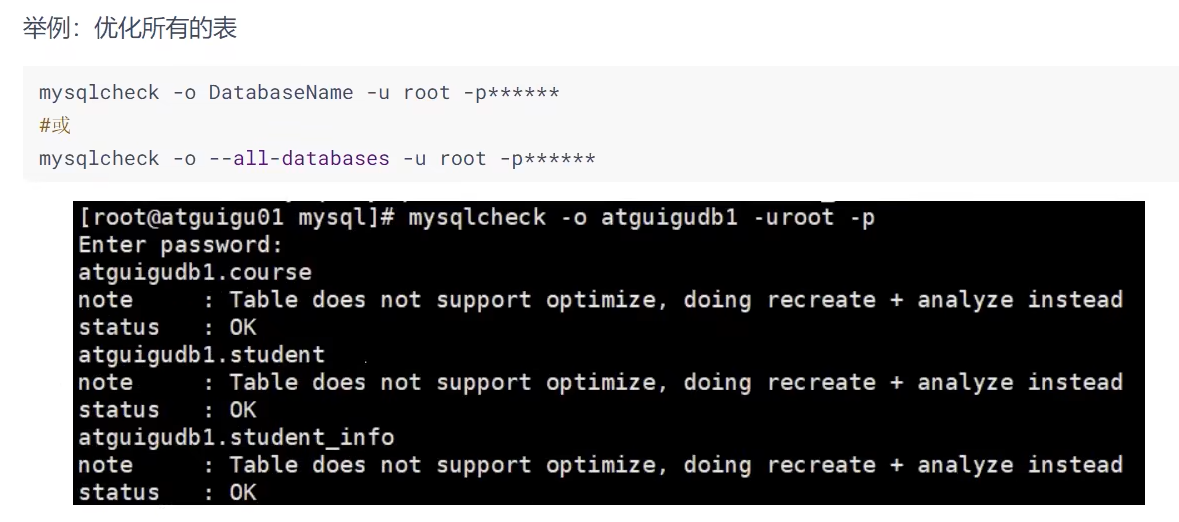 举例：优化所有的表
mysqlcheck -o DatabaseName -u root -p******
#或
mysqlcheck -o --all-databases -u root -p******
[root@atguigu01 mysql]# mysqlcheck -o atguigudb1 -uroot -p
Enter password:
atguigudb1.course
note     : Table does not support optimize, doing recreate + analyze instead
status   : OK
atguigudb1.student
note     : Table does not support optimize, doing recreate + analyze instead
status   : OK
atguigudb1.student_info
note     : Table does not support optimize, doing recreate + analyze instead
status   : OK